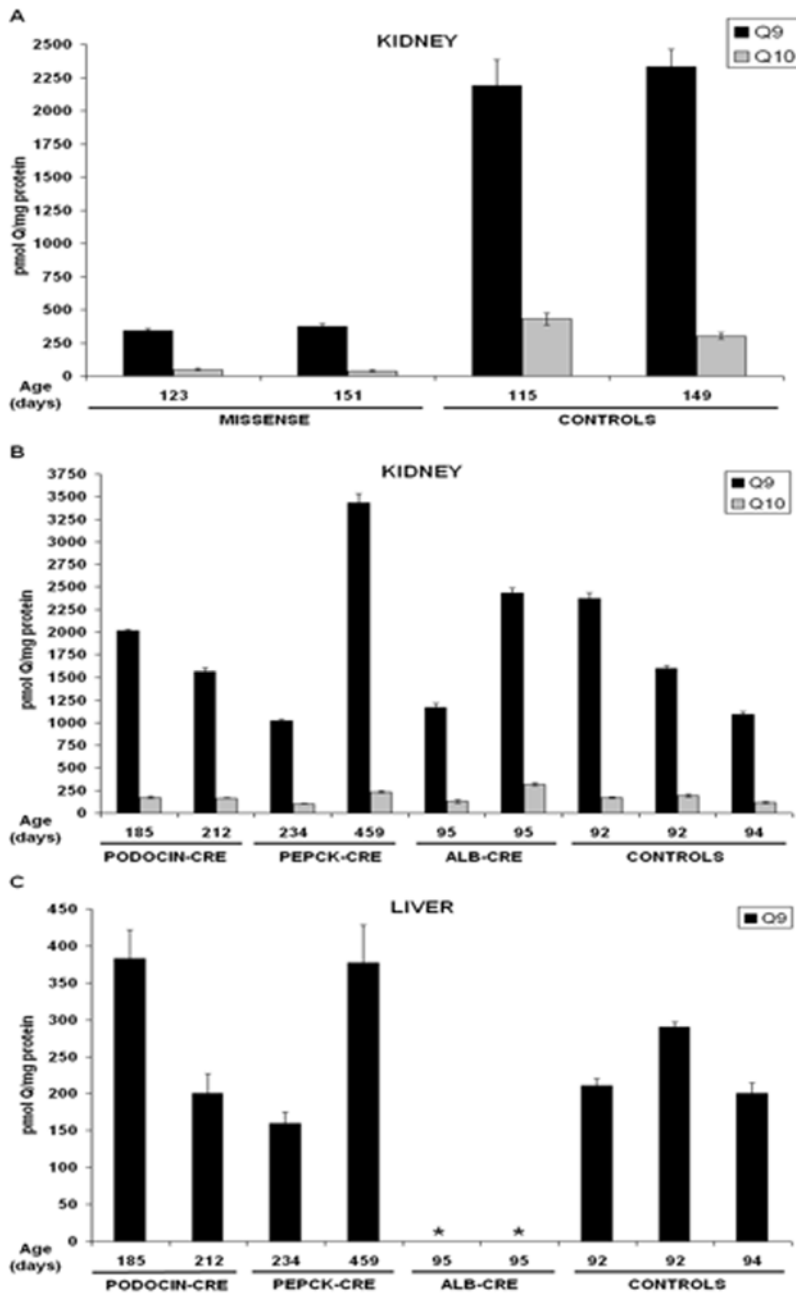 A
KIDNEY
Q9
Q10
2500
2250
2000
1750
1500
1250
1000
750
500
250
0
pmol Q/mg protein
Age (days)
123 151 115 149
MISSENSE CONTROLS
B
KIDNEY
Q9
Q10
3750
3500
3250
3000
2750
2500
2250
2000
1750
1500
1250
1000
750
500
250
0
pmol Q/mg protein
Age (days)
185 212 234 459 95 95 92 92 94
PODOCIN-CRE PEPCK-CRE ALB-CRE CONTROLS
C
LIVER
Q9
450
400
350
300
250
200
150
100
50
0
pmol Q/mg protein
* *
Age (days)
185 212 234 459 95 95 92 92 94
PODOCIN-CRE PEPCK-CRE ALB-CRE CONTROLS